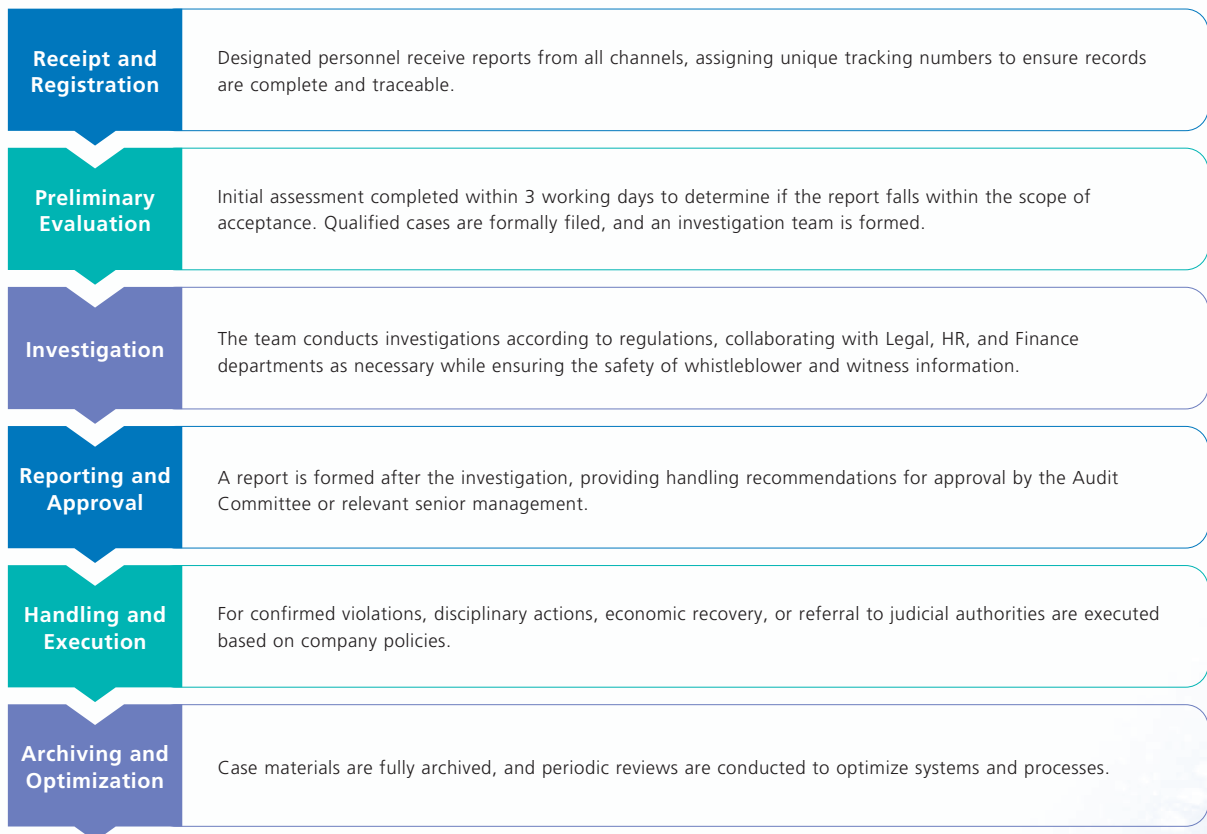 Receipt and
Registration
Designated personnel receive reports from all channels, assigning unique tracking numbers to ensure records
are complete and traceable.
Preliminary
Evaluation
Initial assessment completed within 3 working days to determine if the report falls within the scope of
acceptance. Qualified cases are formally filed, and an investigation team is formed.
Investigation
The team conducts investigations according to regulations, collaborating with Legal, HR, and Finance
departments as necessary while ensuring the safety of whistleblower and witness information.
Reporting and
Approval
A report is formed after the investigation, providing handling recommendations for approval by the Audit
Committee or relevant senior management.
Handling and
Execution
For confirmed violations, disciplinary actions, economic recovery, or referral to judicial authorities are executed
based on company policies.
Archiving and
Optimization
Case materials are fully archived, and periodic reviews are conducted to optimize systems and processes.